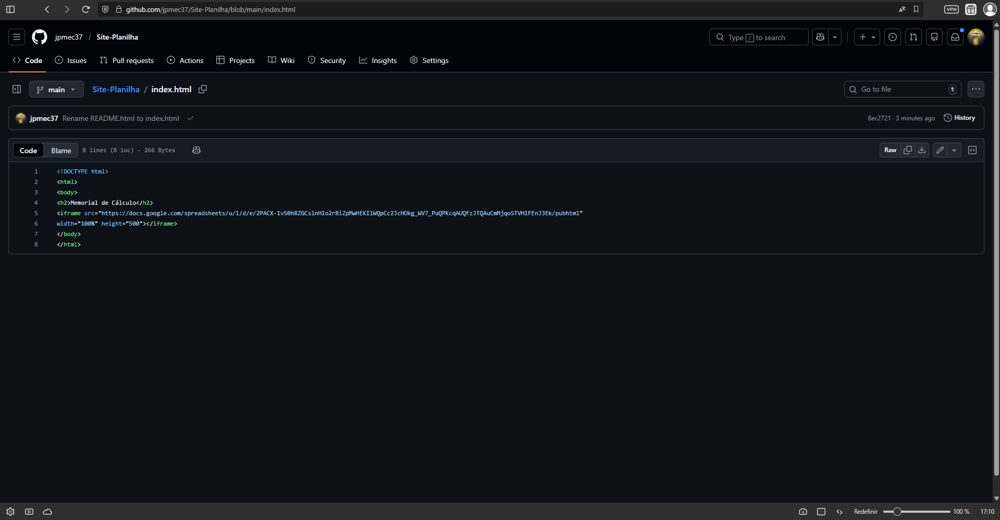 github.com/jpmec37/Site-Planilha/blob/main/index.html
VPN
jpmec37 / Site-Planilha
Type / to search
Code Issues Pull requests Actions Projects Wiki Security Insights Settings
main Site-Planilha / index.html
Go to file t
jpmec37 Rename README.html to index.html
8ec2721 · 3 minutes ago History
Code Blame 8 lines (8 loc) · 266 Bytes
Raw
1 <!DOCTYPE html>
2 <html>
3 <body>
4 <h2>Memorial de Cálculo</h2>
5 <iframe src="https://docs.google.com/spreadsheets/u/1/d/e/2PACX-1vS0h8ZGCslnHIo2rBiZpMwHEKIlWQpCc2JcHOkg_WV7_PuQPKcqAUQFzJTQAuCmMjqoSTVH1FEnJ3Ek/pubhtml"
6 width="100%" height="500"></iframe>
7 </body>
8 </html>
Redefinir 100 % 17:10